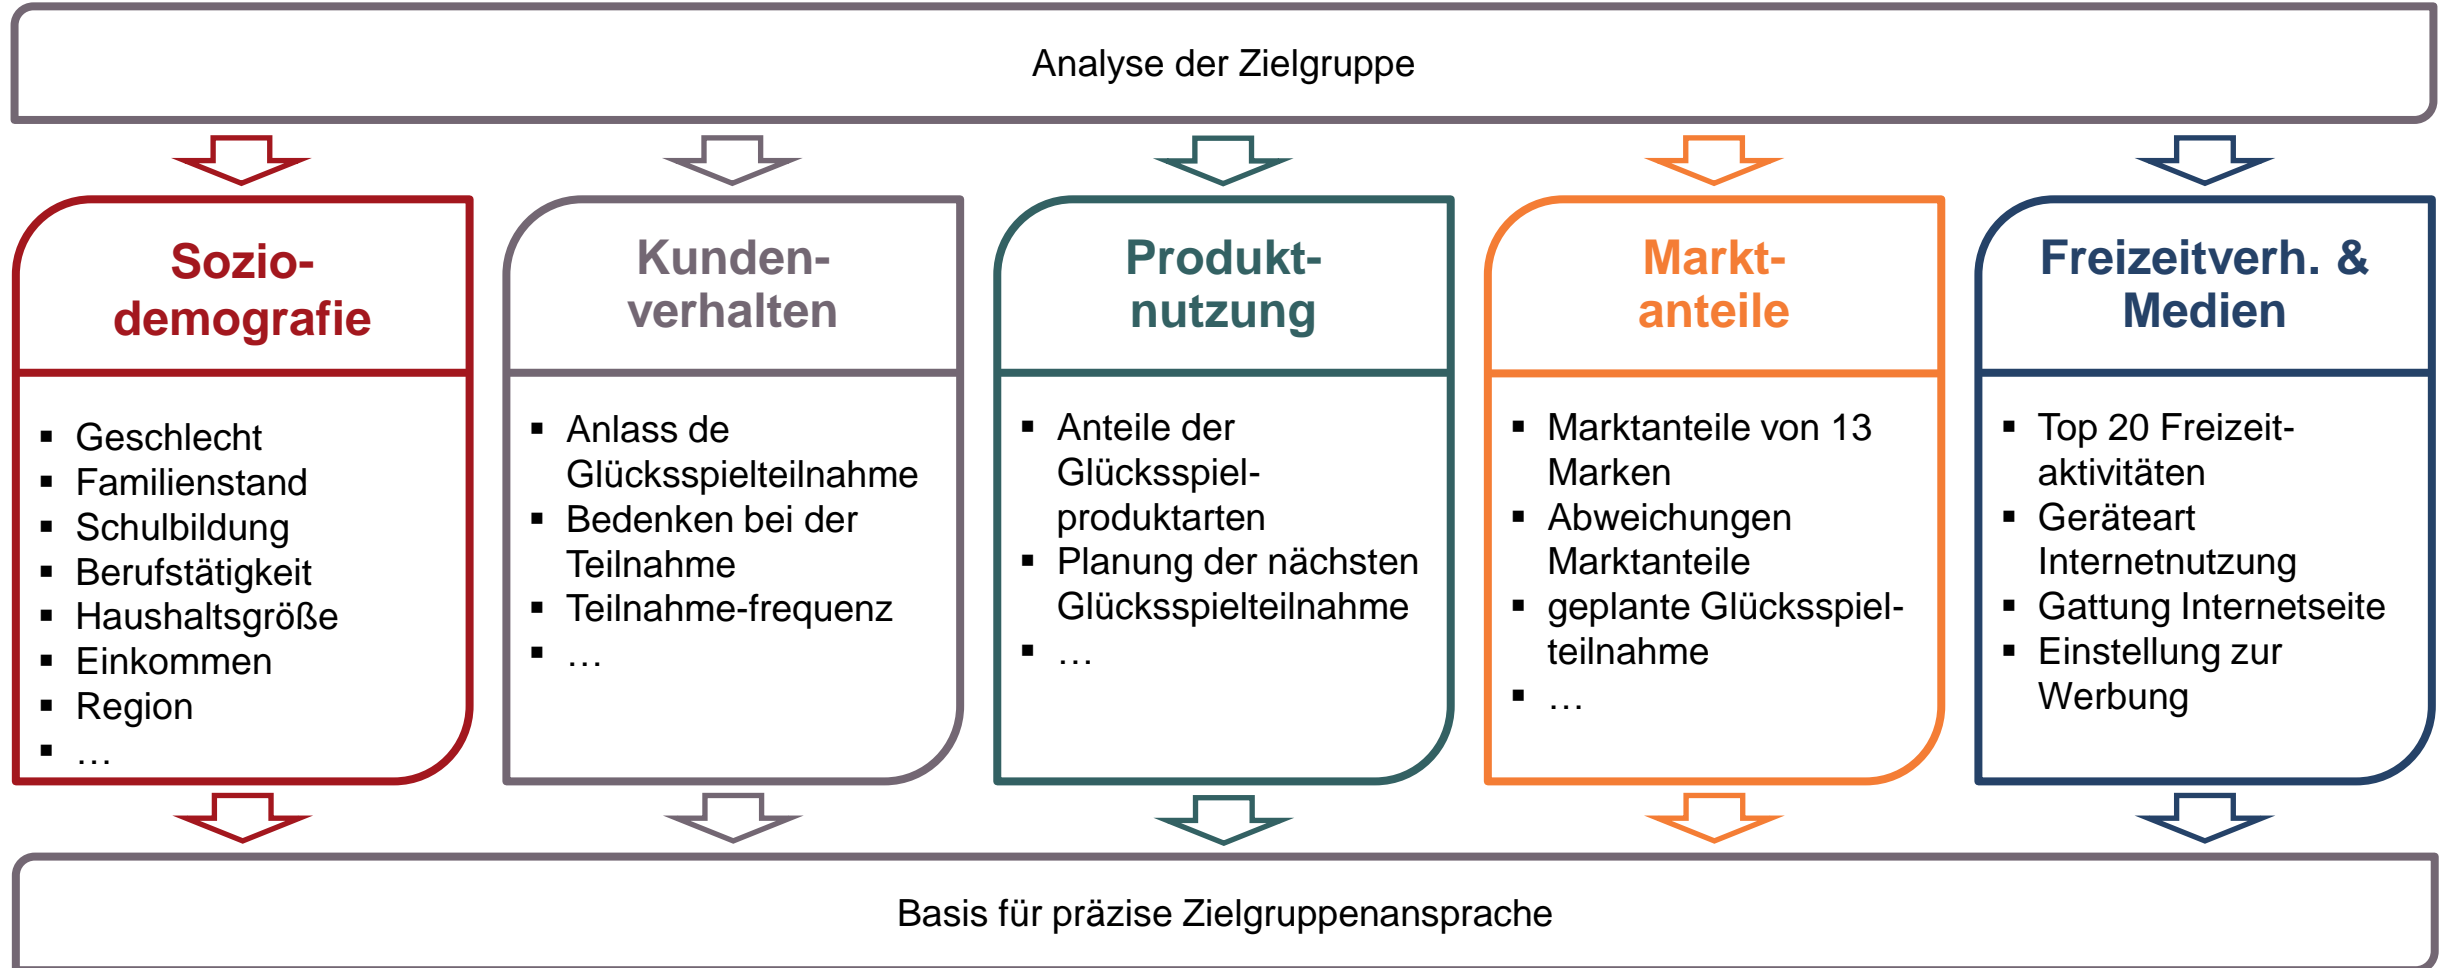 Analyse der Zielgruppe
Sozio-
demografie
▪ Geschlecht
▪ Familienstand
▪ Schulbildung
▪ Berufstätigkeit
▪ Haushaltsgröße
▪ Einkommen
▪ Region
▪ …
Kunden-
verhalten
▪ Anlass de
Glücksspielteilnahme
▪ Bedenken bei der
Teilnahme
▪ Teilnahme-frequenz
▪ …
Produkt-
nutzung
▪ Anteile der
Glücksspiel-
produktarten
▪ Planung der nächsten
Glücksspielteilnahme
▪ …
Markt-
anteile
▪ Marktanteile von 13
Marken
▪ Abweichungen
Marktanteile
▪ geplante Glücksspiel-
teilnahme
▪ …
Freizeitverh. &
Medien
▪ Top 20 Freizeit-
aktivitäten
▪ Geräteart
Internetnutzung
▪ Gattung Internetseite
▪ Einstellung zur
Werbung
Basis für präzise Zielgruppenansprache